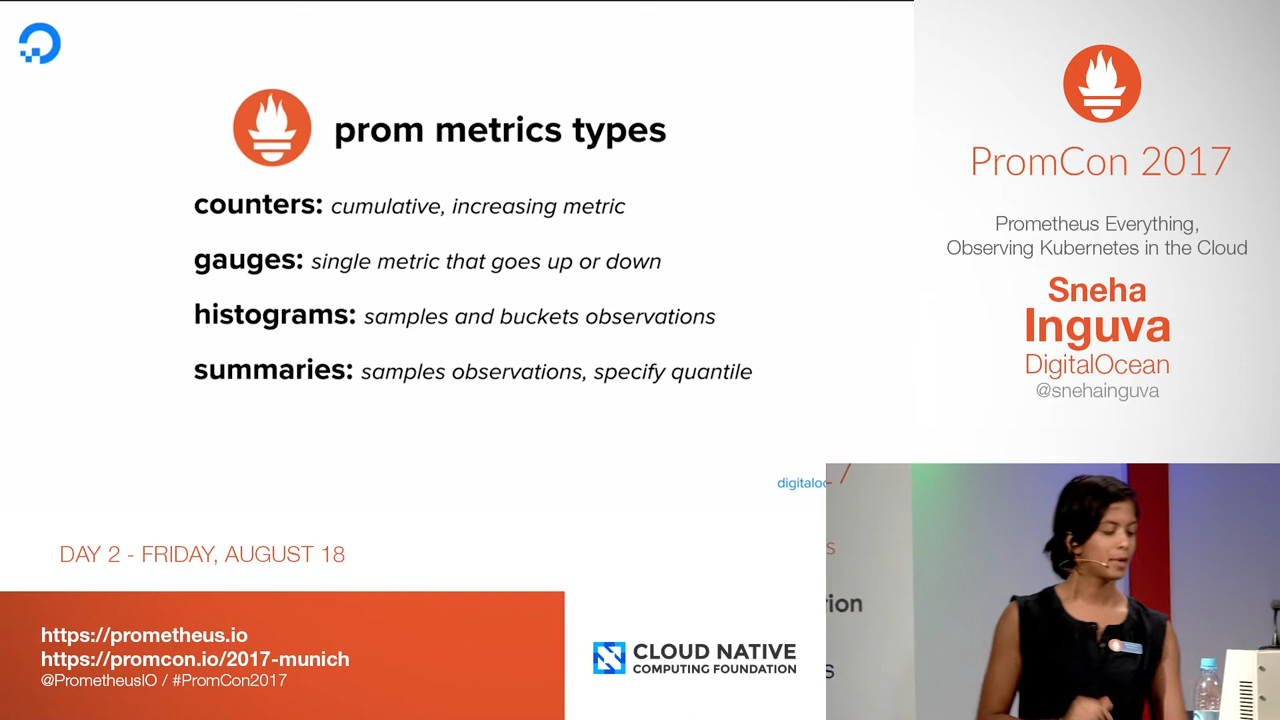 prom metrics types
counters: cumulative, increasing metric
gauges: single metric that goes up or down
histograms: samples and buckets observations
summaries: samples observations, specify quantile
digitaloc
PromCon 2017
Prometheus Everything,
Observing Kubernetes in the Cloud
Sneha
Inguva
DigitalOcean
@snehainguva
DAY 2 - FRIDAY, AUGUST 18
https://prometheus.io
https://promcon.io/2017-munich
@PrometheusIO / #PromCon2017
CLOUD NATIVE
COMPUTING FOUNDATION
7
s
tion
s